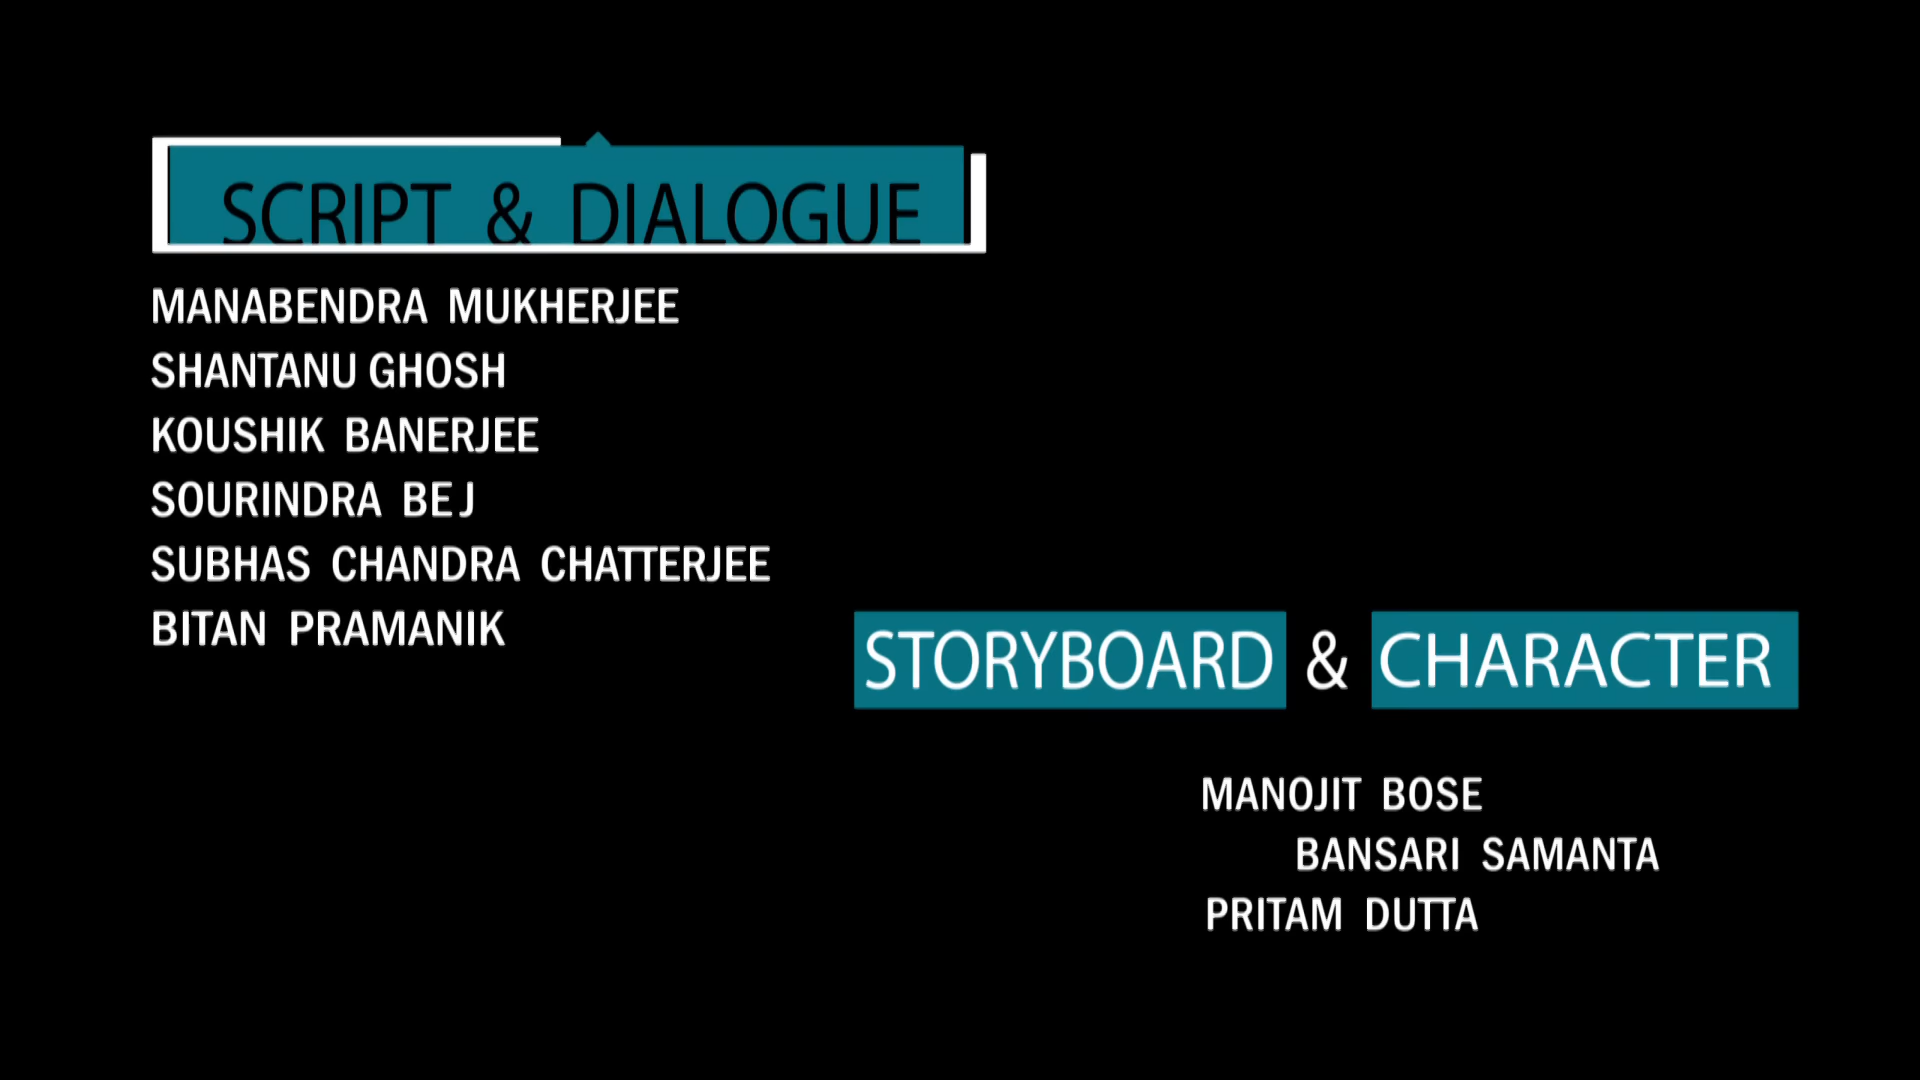 SCRIPT & DIALOGUE
MANABENDRA MUKHERJEE
SHANTANU GHOSH
KOUSHIK BANERJEE
SOURINDRA BEJ
SUBHAS CHANDRA CHATTERJEE
BITAN PRAMANIK
STORYBOARD & CHARACTER
MANOJIT BOSE
BANSARI SAMANTA
PRITAM DUTTA